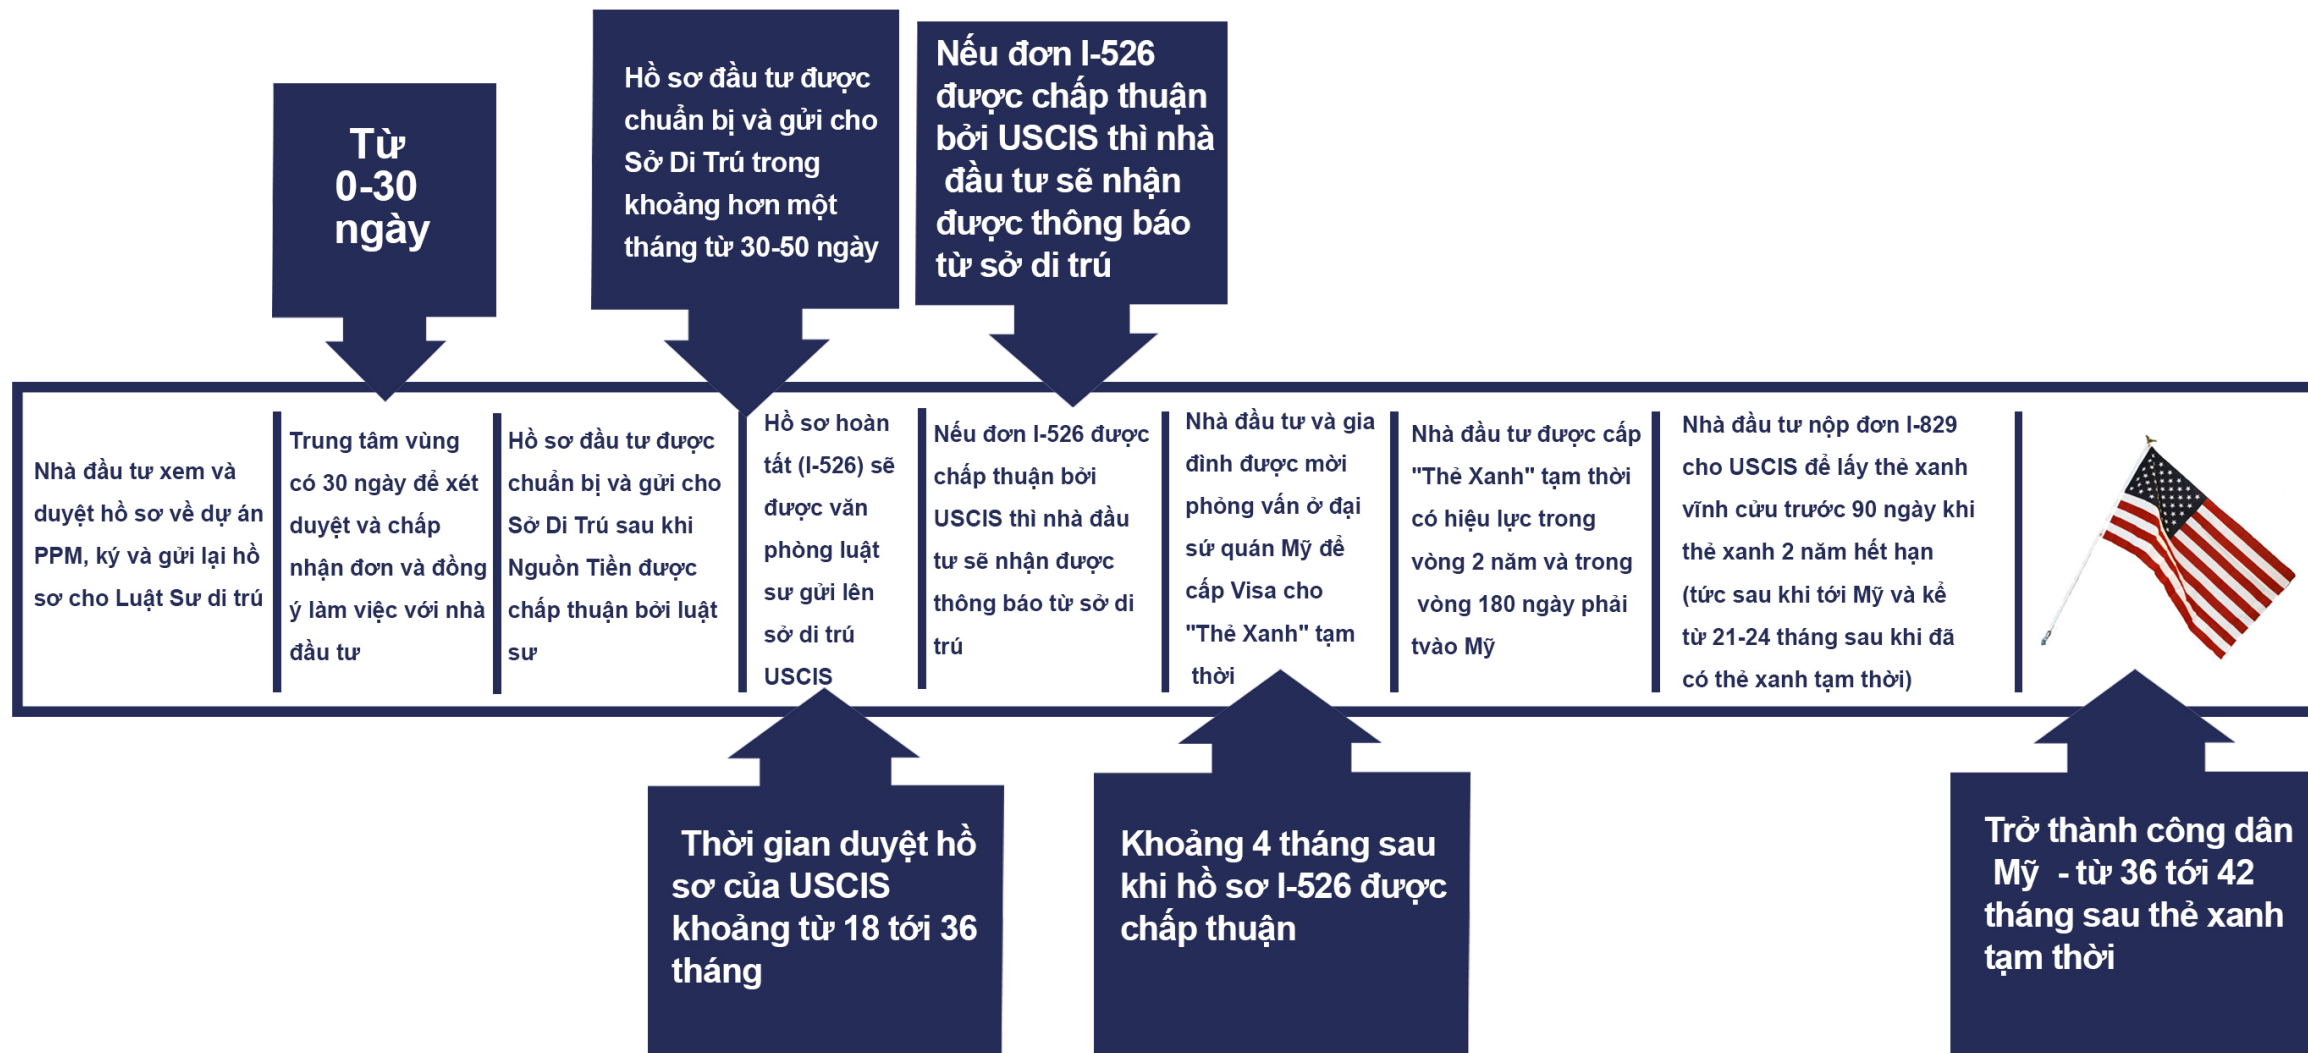 Từ
0-30
ngày
Hồ sơ đầu tư được
chuẩn bị và gửi cho
Sở Di Trú trong
khoảng hơn một
tháng từ 30-50 ngày
Nếu đơn I-526
được chấp thuận
bởi USCIS thì nhà
đầu tư sẽ nhận
được thông báo
từ sở di trú
Nhà đầu tư xem và
duyệt hồ sơ về dự án
PPM, ký và gửi lại hồ
sơ cho Luật Sư di trú
Trung tâm vùng
có 30 ngày để xét
duyệt và chấp
nhận đơn và đồng
ý làm việc với nhà
đầu tư
Hồ sơ đầu tư được
chuẩn bị và gửi cho
Sở Di Trú sau khi
Nguồn Tiền được
chấp thuận bởi luật
sư
Hồ sơ hoàn
tất (I-526) sẽ
được văn
phòng luật
sư gửi lên
sở di trú
USCIS
Nếu đơn I-526 được
chấp thuận bởi
USCIS thì nhà đầu
tư sẽ nhận được
thông báo từ sở di
trú
Nhà đầu tư và gia
đình được mời
phỏng vấn ở đại
sứ quán Mỹ để
cấp Visa cho
"Thẻ Xanh" tạm
thời
Nhà đầu tư được cấp
"Thẻ Xanh" tạm thời
có hiệu lực trong
vòng 2 năm và trong
vòng 180 ngày phải
tvào Mỹ
Nhà đầu tư nộp đơn I-829
cho USCIS để lấy thẻ xanh
vĩnh cửu trước 90 ngày khi
thẻ xanh 2 năm hết hạn
(tức sau khi tới Mỹ và kể
từ 21-24 tháng sau khi đã
có thẻ xanh tạm thời)
Thời gian duyệt hồ
sơ của USCIS
khoảng từ 18 tới 36
tháng
Khoảng 4 tháng sau
khi hồ sơ I-526 được
chấp thuận
Trở thành công dân
Mỹ - từ 36 tới 42
tháng sau thẻ xanh
tạm thời